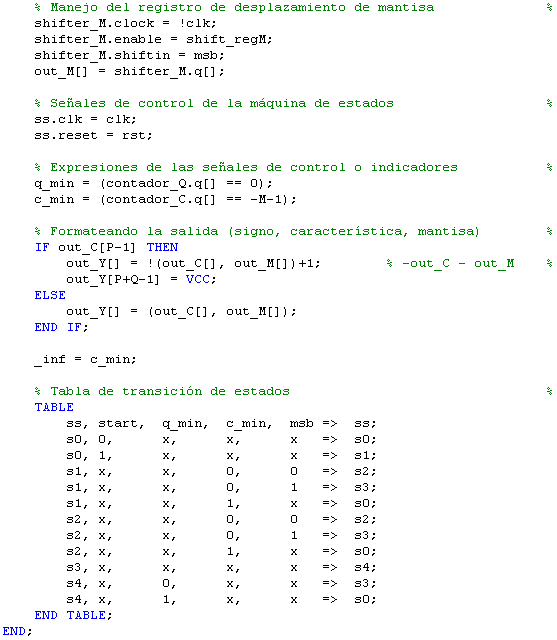 % Manejo del registro de desplazamiento de mantisa %
shifter_M.clock = !clk;
shifter_M.enable = shift_regM;
shifter_M.shiftin = msb;
out_M[] = shifter_M.q[];
% Señales de control de la máquina de estados %
ss.clk = clk;
ss.reset = rst;
% Expresiones de las señales de control o indicadores %
q_min = (contador_Q.q[] == 0);
c_min = (contador_C.q[] == -M-1);
% Formateando la salida (signo, característica, mantisa) %
IF out_C[P-1] THEN
out_Y[] = !(out_C[], out_M[])+1; % -out_C - out_M %
out_Y[P+Q-1] = VCC;
ELSE
out_Y[] = (out_C[], out_M[]);
END IF;
_inf = c_min;
% Tabla de transición de estados %
TABLE
ss, start, q_min, c_min, msb => ss;
s0, 0, x, x, x => s0;
s0, 1, x, x, x => s1;
s1, x, x, 0, 0 => s2;
s1, x, x, 0, 1 => s3;
s1, x, x, 1, x => s0;
s2, x, x, 0, 0 => s2;
s2, x, x, 0, 1 => s3;
s2, x, x, 1, x => s0;
s3, x, x, x, x => s4;
s4, x, 0, x, x => s3;
s4, x, 1, x, x => s0;
END TABLE;
END;